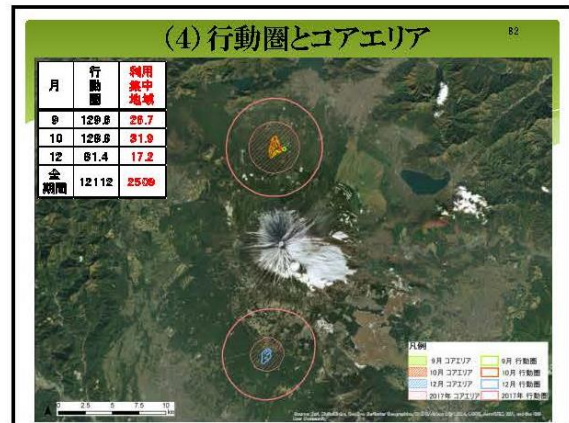 (4)行動圏とコアエリア
B2
月 行動圏 利用集中地域
9 129.6 26.7
10 126.6 31.9
12 61.4 17.2
全期間 12112 2509
凡例
9月 コアエリア 9月 行動圏
10月 コアエリア 10月 行動圏
12月 コアエリア 12月 行動圏
2017年 コアエリア 2017年 行動圏
0 2.5 5 7.5 10
km